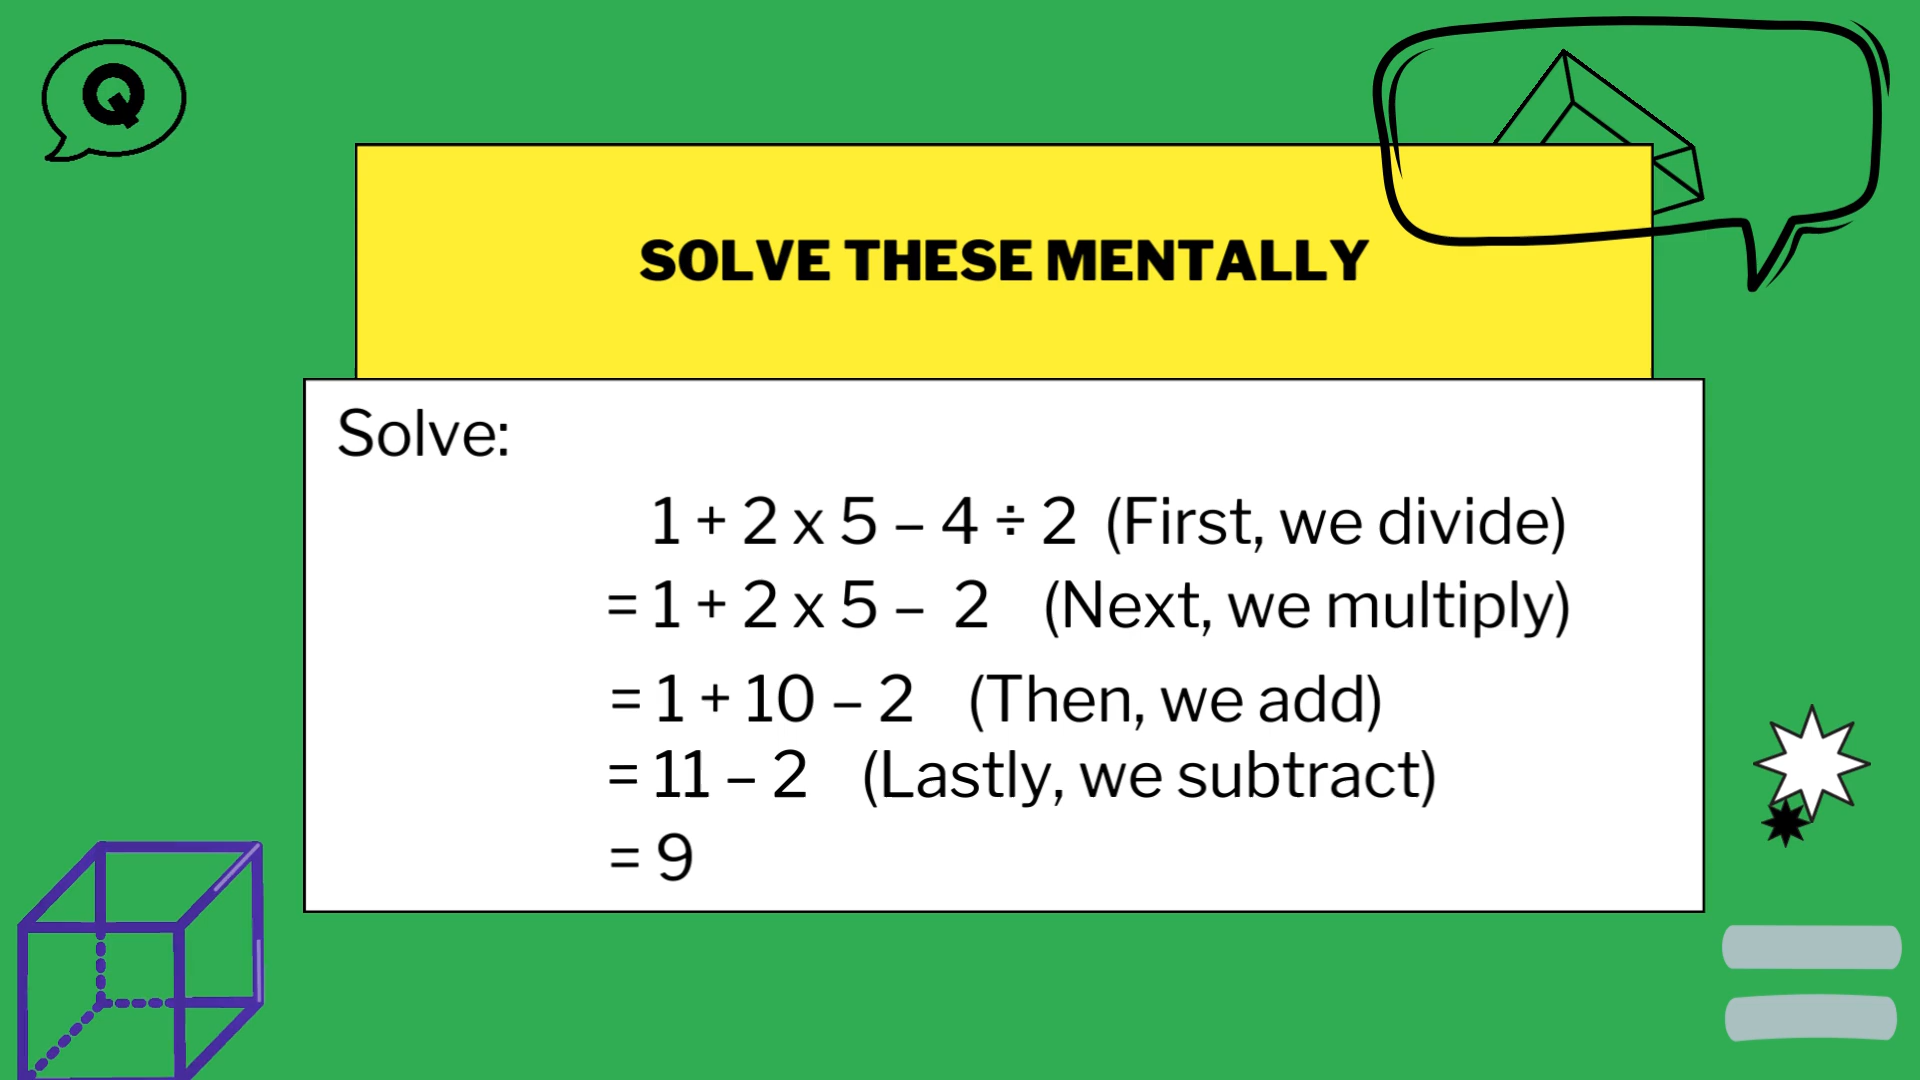 Q
SOLVE THESE MENTALLY
Solve:
1 + 2 x 5 – 4 ÷ 2 (First, we divide)
= 1 + 2 x 5 – 2 (Next, we multiply)
= 1 + 10 – 2 (Then, we add)
= 11 – 2 (Lastly, we subtract)
= 9